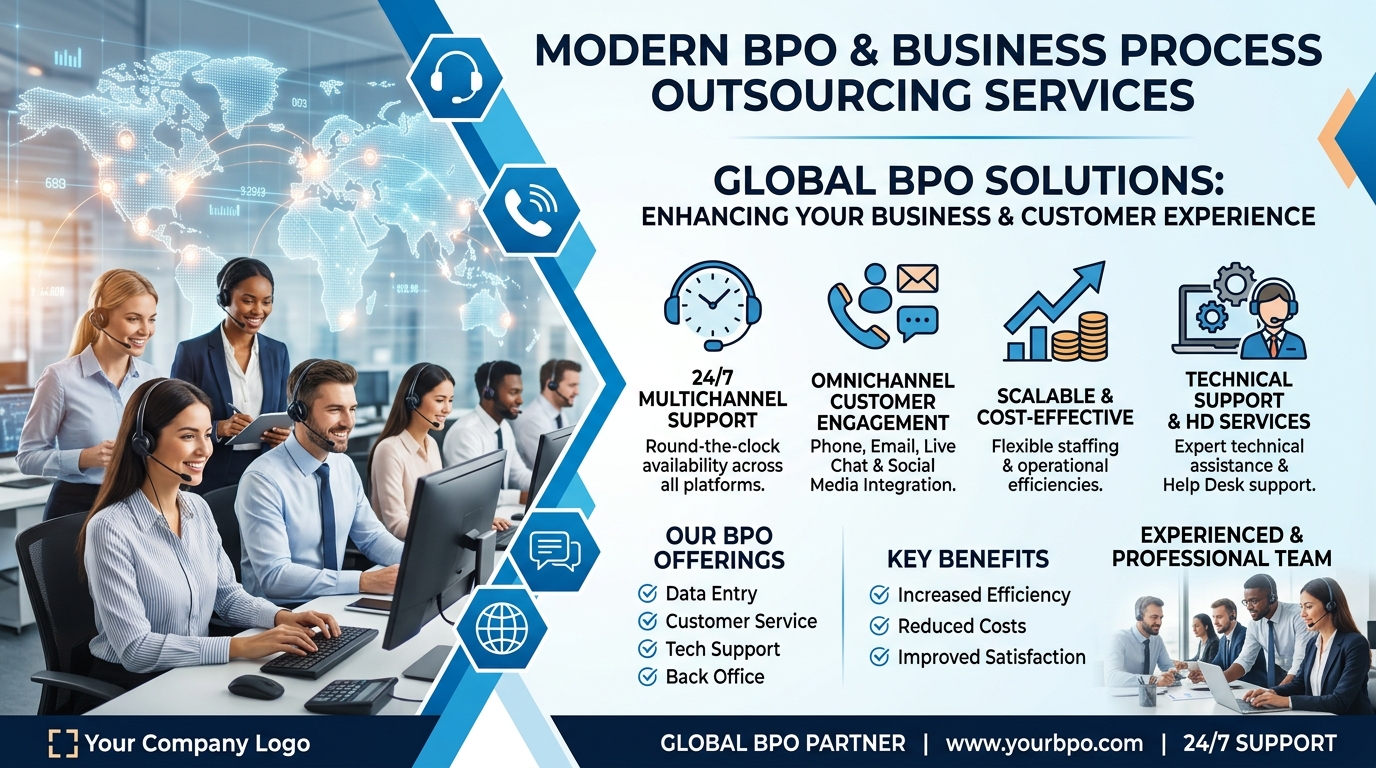 MODERN BPO & BUSINESS PROCESS
OUTSOURCING SERVICES
GLOBAL BPO SOLUTIONS:
ENHANCING YOUR BUSINESS & CUSTOMER EXPERIENCE
24/7
MULTICHANNEL
SUPPORT
Round-the-clock
availability across
all platforms.
OMNICHANNEL
CUSTOMER
ENGAGEMENT
Phone, Email, Live
Chat & Social
Media Integration.
SCALABLE &
COST-EFFECTIVE
Flexible staffing
& operational
efficiencies.
TECHNICAL
SUPPORT
& HD SERVICES
Expert technical
assistance &
Help Desk support.
OUR BPO
OFFERINGS
Data Entry
Customer Service
Tech Support
Back Office
KEY BENEFITS
Increased Efficiency
Reduced Costs
Improved Satisfaction
EXPERIENCED &
PROFESSIONAL TEAM
003
683
Your Company Logo
GLOBAL BPO PARTNER | www.yourbpo.com | 24/7 SUPPORT